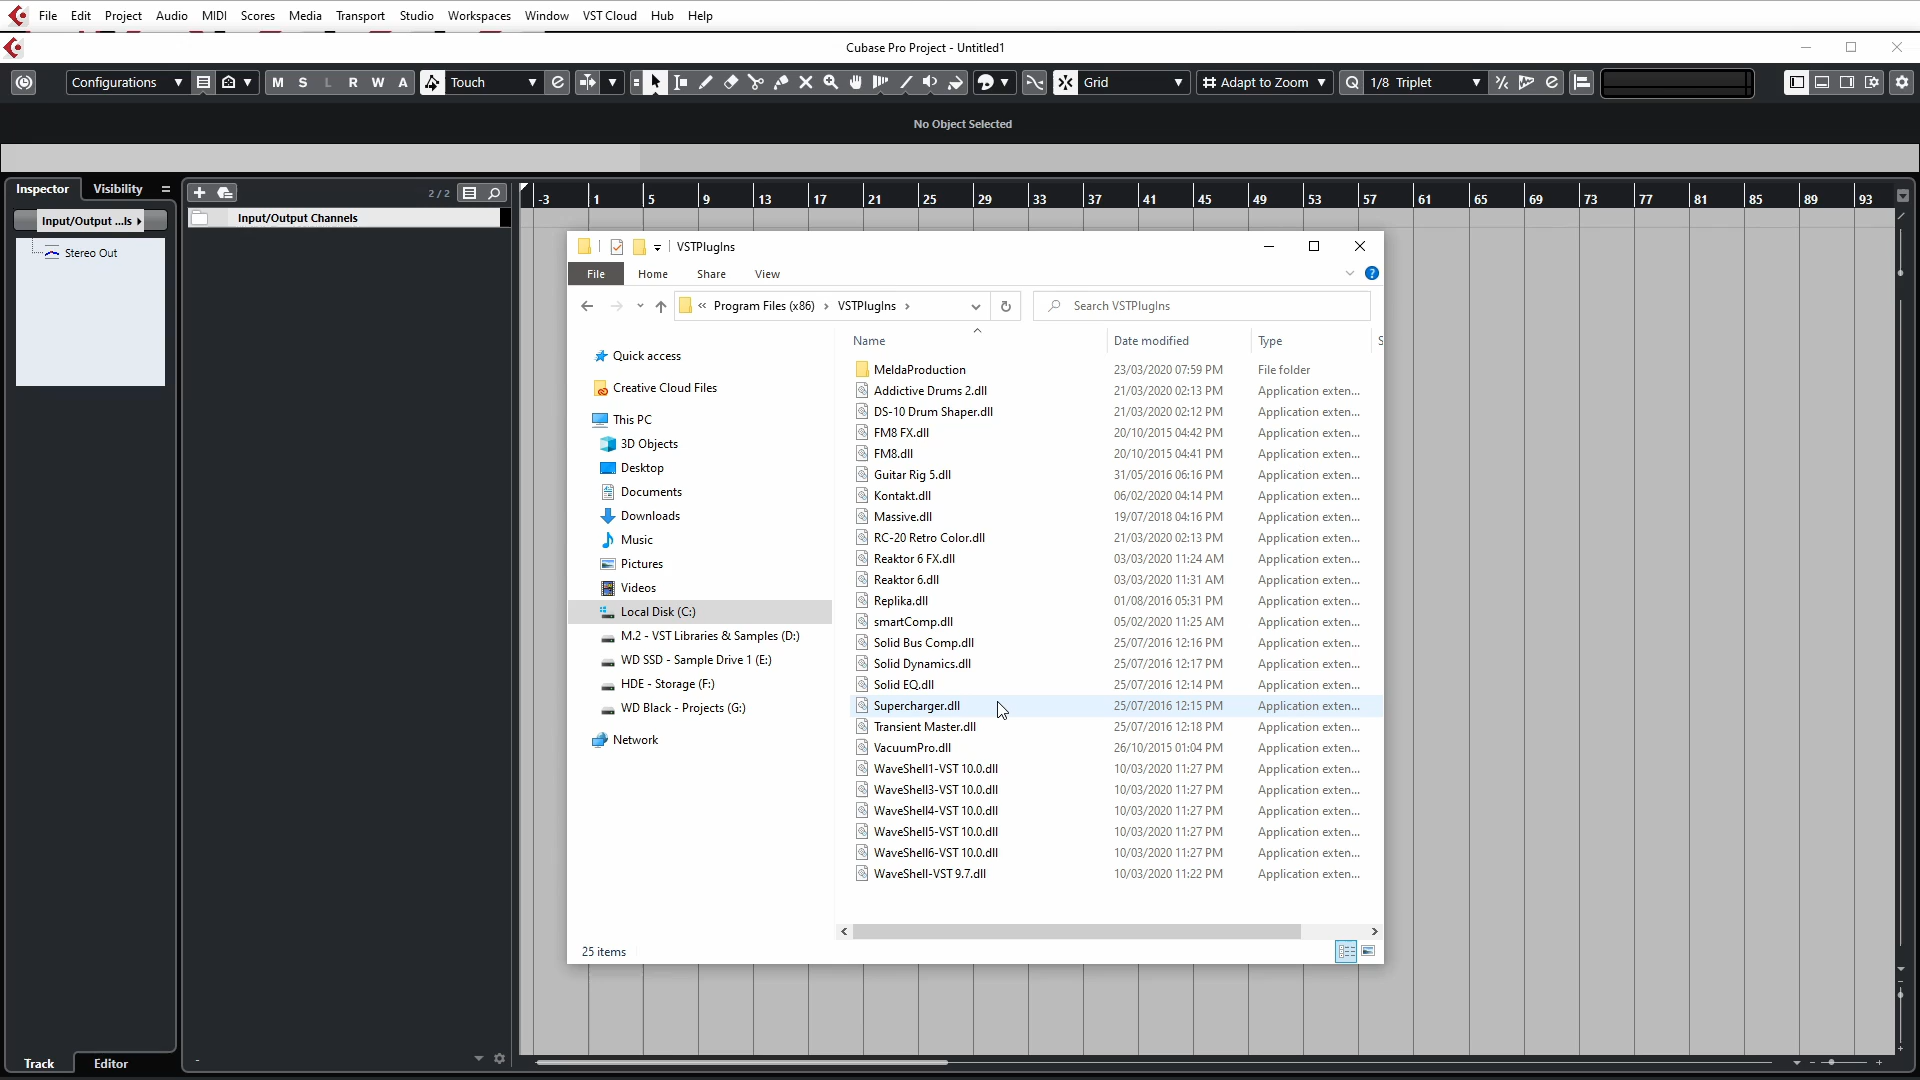 File Edit Project Audio MIDI Scores Media Transport Studio Workspaces Window VST Cloud Hub Help
Cubase Pro Project - Untitled1
Configurations M S L R W A Touch Grid Adapt to Zoom Q 1/8 Triplet
No Object Selected
Inspector Visibility 2 / 2
-3 1 5 9 13 17 21 25 29 33 37 41 45 49 53 57 61 65 69 73 77 81 85 89 93
Input/Output ...ls Input/Output Channels
Stereo Out
VSTPlugIns
File Home Share View
« Program Files (x86) › VSTPlugIns › Search VSTPlugIns
Name Date modified Type S
Quick access
Creative Cloud Files
This PC
3D Objects
Desktop
Documents
Downloads
Music
Pictures
Videos
Local Disk (C:)
M.2 - VST Libraries & Samples (D:)
WD SSD - Sample Drive 1 (E:)
HDE - Storage (F:)
WD Black - Projects (G:)
Network
MeldaProduction 23/03/2020 07:59 PM File folder
Addictive Drums 2.dll 21/03/2020 02:13 PM Application exten...
DS-10 Drum Shaper.dll 21/03/2020 02:12 PM Application exten...
FM8 FX.dll 20/10/2015 04:42 PM Application exten...
FM8.dll 20/10/2015 04:41 PM Application exten...
Guitar Rig 5.dll 31/05/2016 06:16 PM Application exten...
Kontakt.dll 06/02/2020 04:14 PM Application exten...
Massive.dll 19/07/2018 04:16 PM Application exten...
RC-20 Retro Color.dll 21/03/2020 02:13 PM Application exten...
Reaktor 6 FX.dll 03/03/2020 11:24 AM Application exten...
Reaktor 6.dll 03/03/2020 11:31 AM Application exten...
Replika.dll 01/08/2016 05:31 PM Application exten...
smartComp.dll 05/02/2020 11:25 AM Application exten...
Solid Bus Comp.dll 25/07/2016 12:16 PM Application exten...
Solid Dynamics.dll 25/07/2016 12:17 PM Application exten...
Solid EQ.dll 25/07/2016 12:14 PM Application exten...
Supercharger.dll 25/07/2016 12:15 PM Application exten...
Transient Master.dll 25/07/2016 12:18 PM Application exten...
VacuumPro.dll 26/10/2015 01:04 PM Application exten...
WaveShell1-VST 10.0.dll 10/03/2020 11:27 PM Application exten...
WaveShell3-VST 10.0.dll 10/03/2020 11:27 PM Application exten...
WaveShell4-VST 10.0.dll 10/03/2020 11:27 PM Application exten...
WaveShell5-VST 10.0.dll 10/03/2020 11:27 PM Application exten...
WaveShell6-VST 10.0.dll 10/03/2020 11:27 PM Application exten...
WaveShell-VST 9.7.dll 10/03/2020 11:22 PM Application exten...
25 items
Track Editor